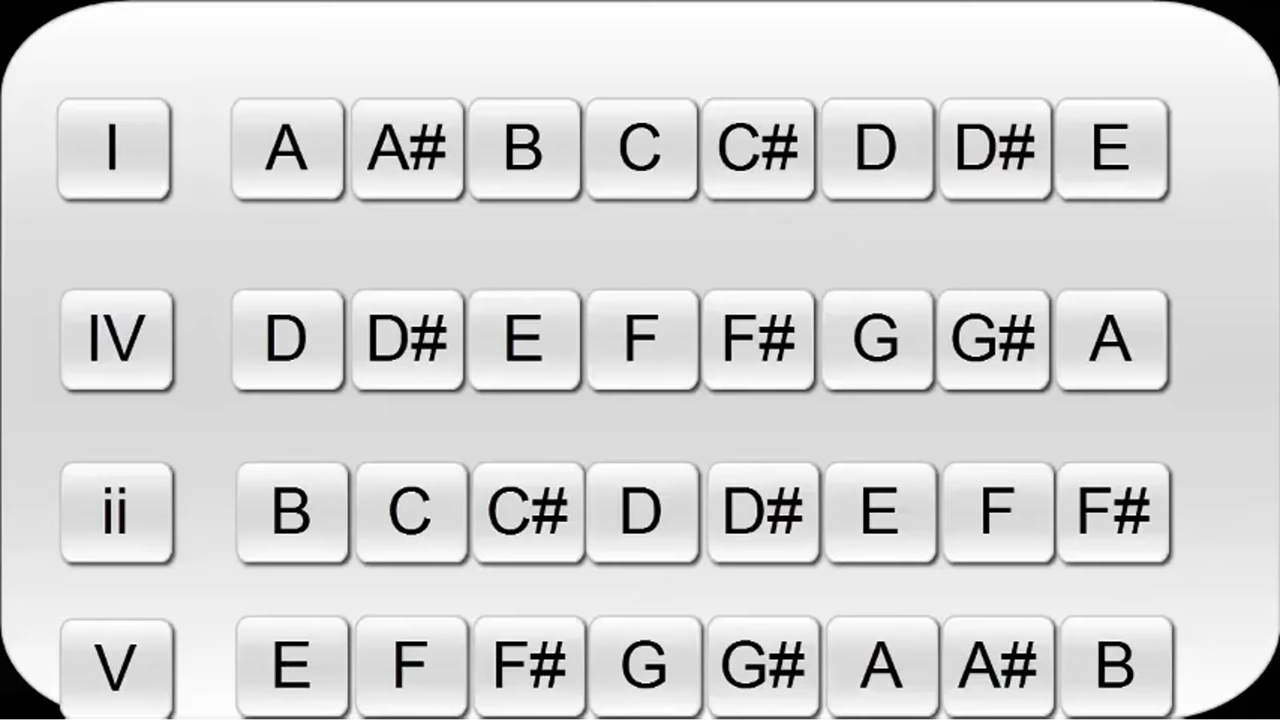 I A A# B C C# D D# E
IV D D# E F F# G G# A
ii B C C# D D# E F F#
V E F F# G G# A A# B